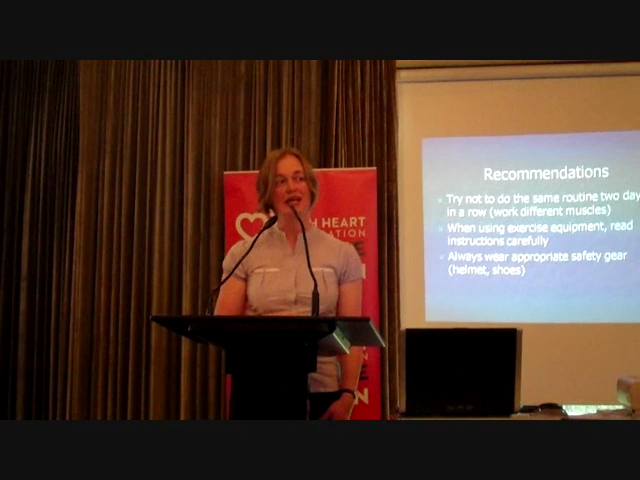 HEART
Recommendations
Try not to do the same routine two day
in a row (work different muscles)
When using exercise equipment, read
instructions carefully
Always wear appropriate safety gear
(helmet, shoes)